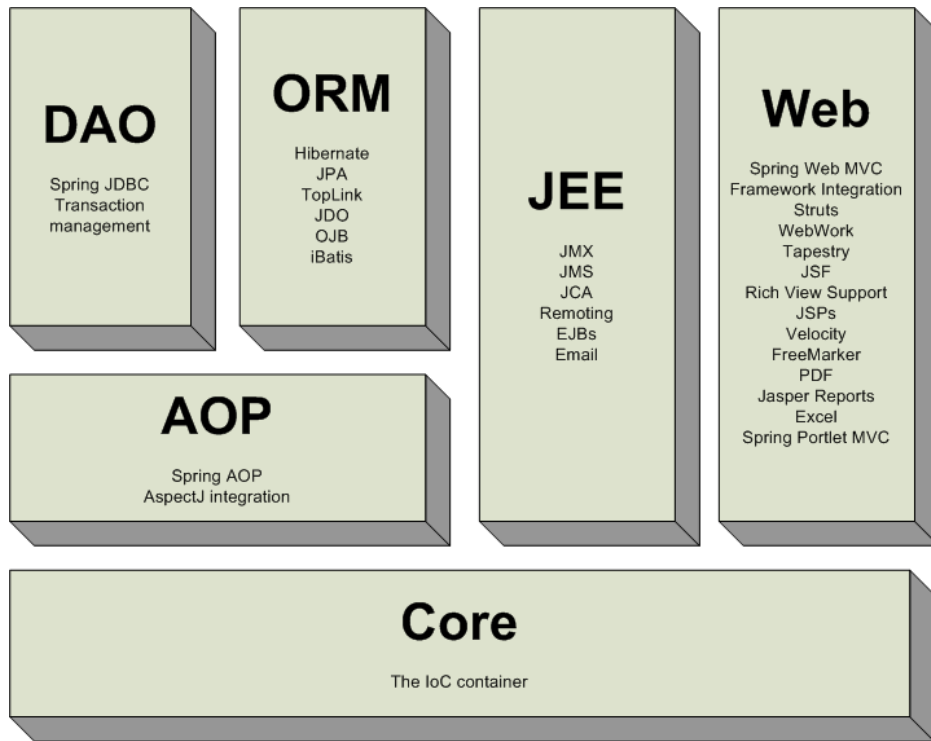 DAO
Spring JDBC
Transaction
management
ORM
Hibernate
JPA
TopLink
JDO
OJB
iBatis
JEE
JMX
JMS
JCA
Remoting
EJBs
Email
Web
Spring Web MVC
Framework Integration
Struts
WebWork
Tapestry
JSF
Rich View Support
JSPs
Velocity
FreeMarker
PDF
Jasper Reports
Excel
Spring Portlet MVC
AOP
Spring AOP
AspectJ integration
Core
The IoC container